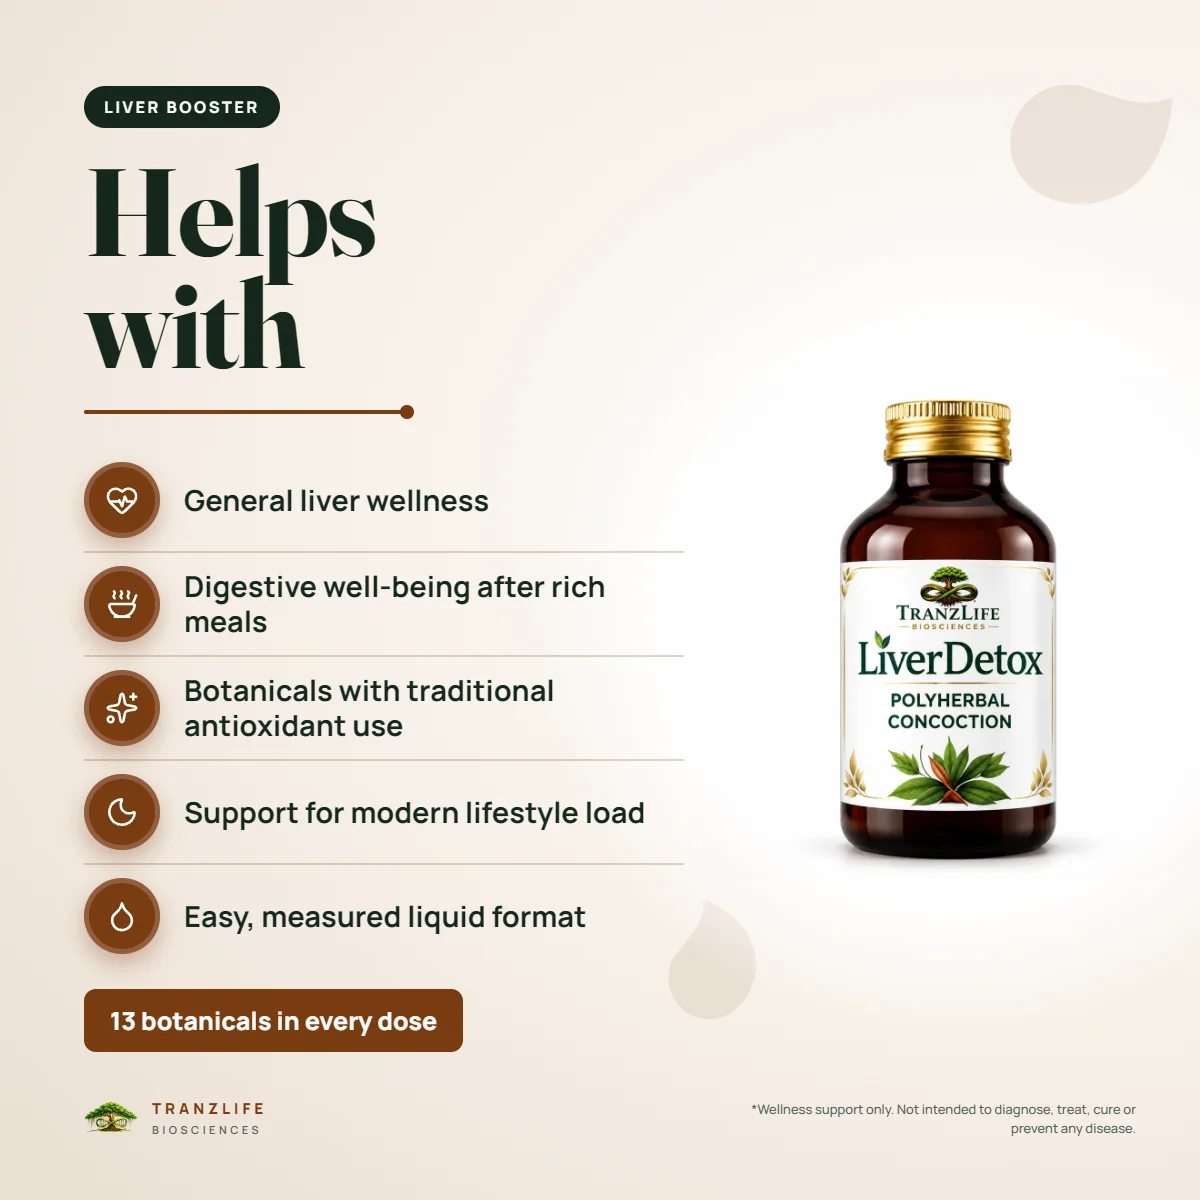 LIVER BOOSTER
Helps
with
General liver wellness
Digestive well-being after rich
meals
Botanicals with traditional
antioxidant use
Support for modern lifestyle load
Easy, measured liquid format
13 botanicals in every dose
TRANZLIFE
BIOSCIENCES
LiverDetox
POLYHERBAL
CONCOCTION
TRANZLIFE
BIOSCIENCES
*Wellness support only. Not intended to diagnose, treat, cure or
prevent any disease.